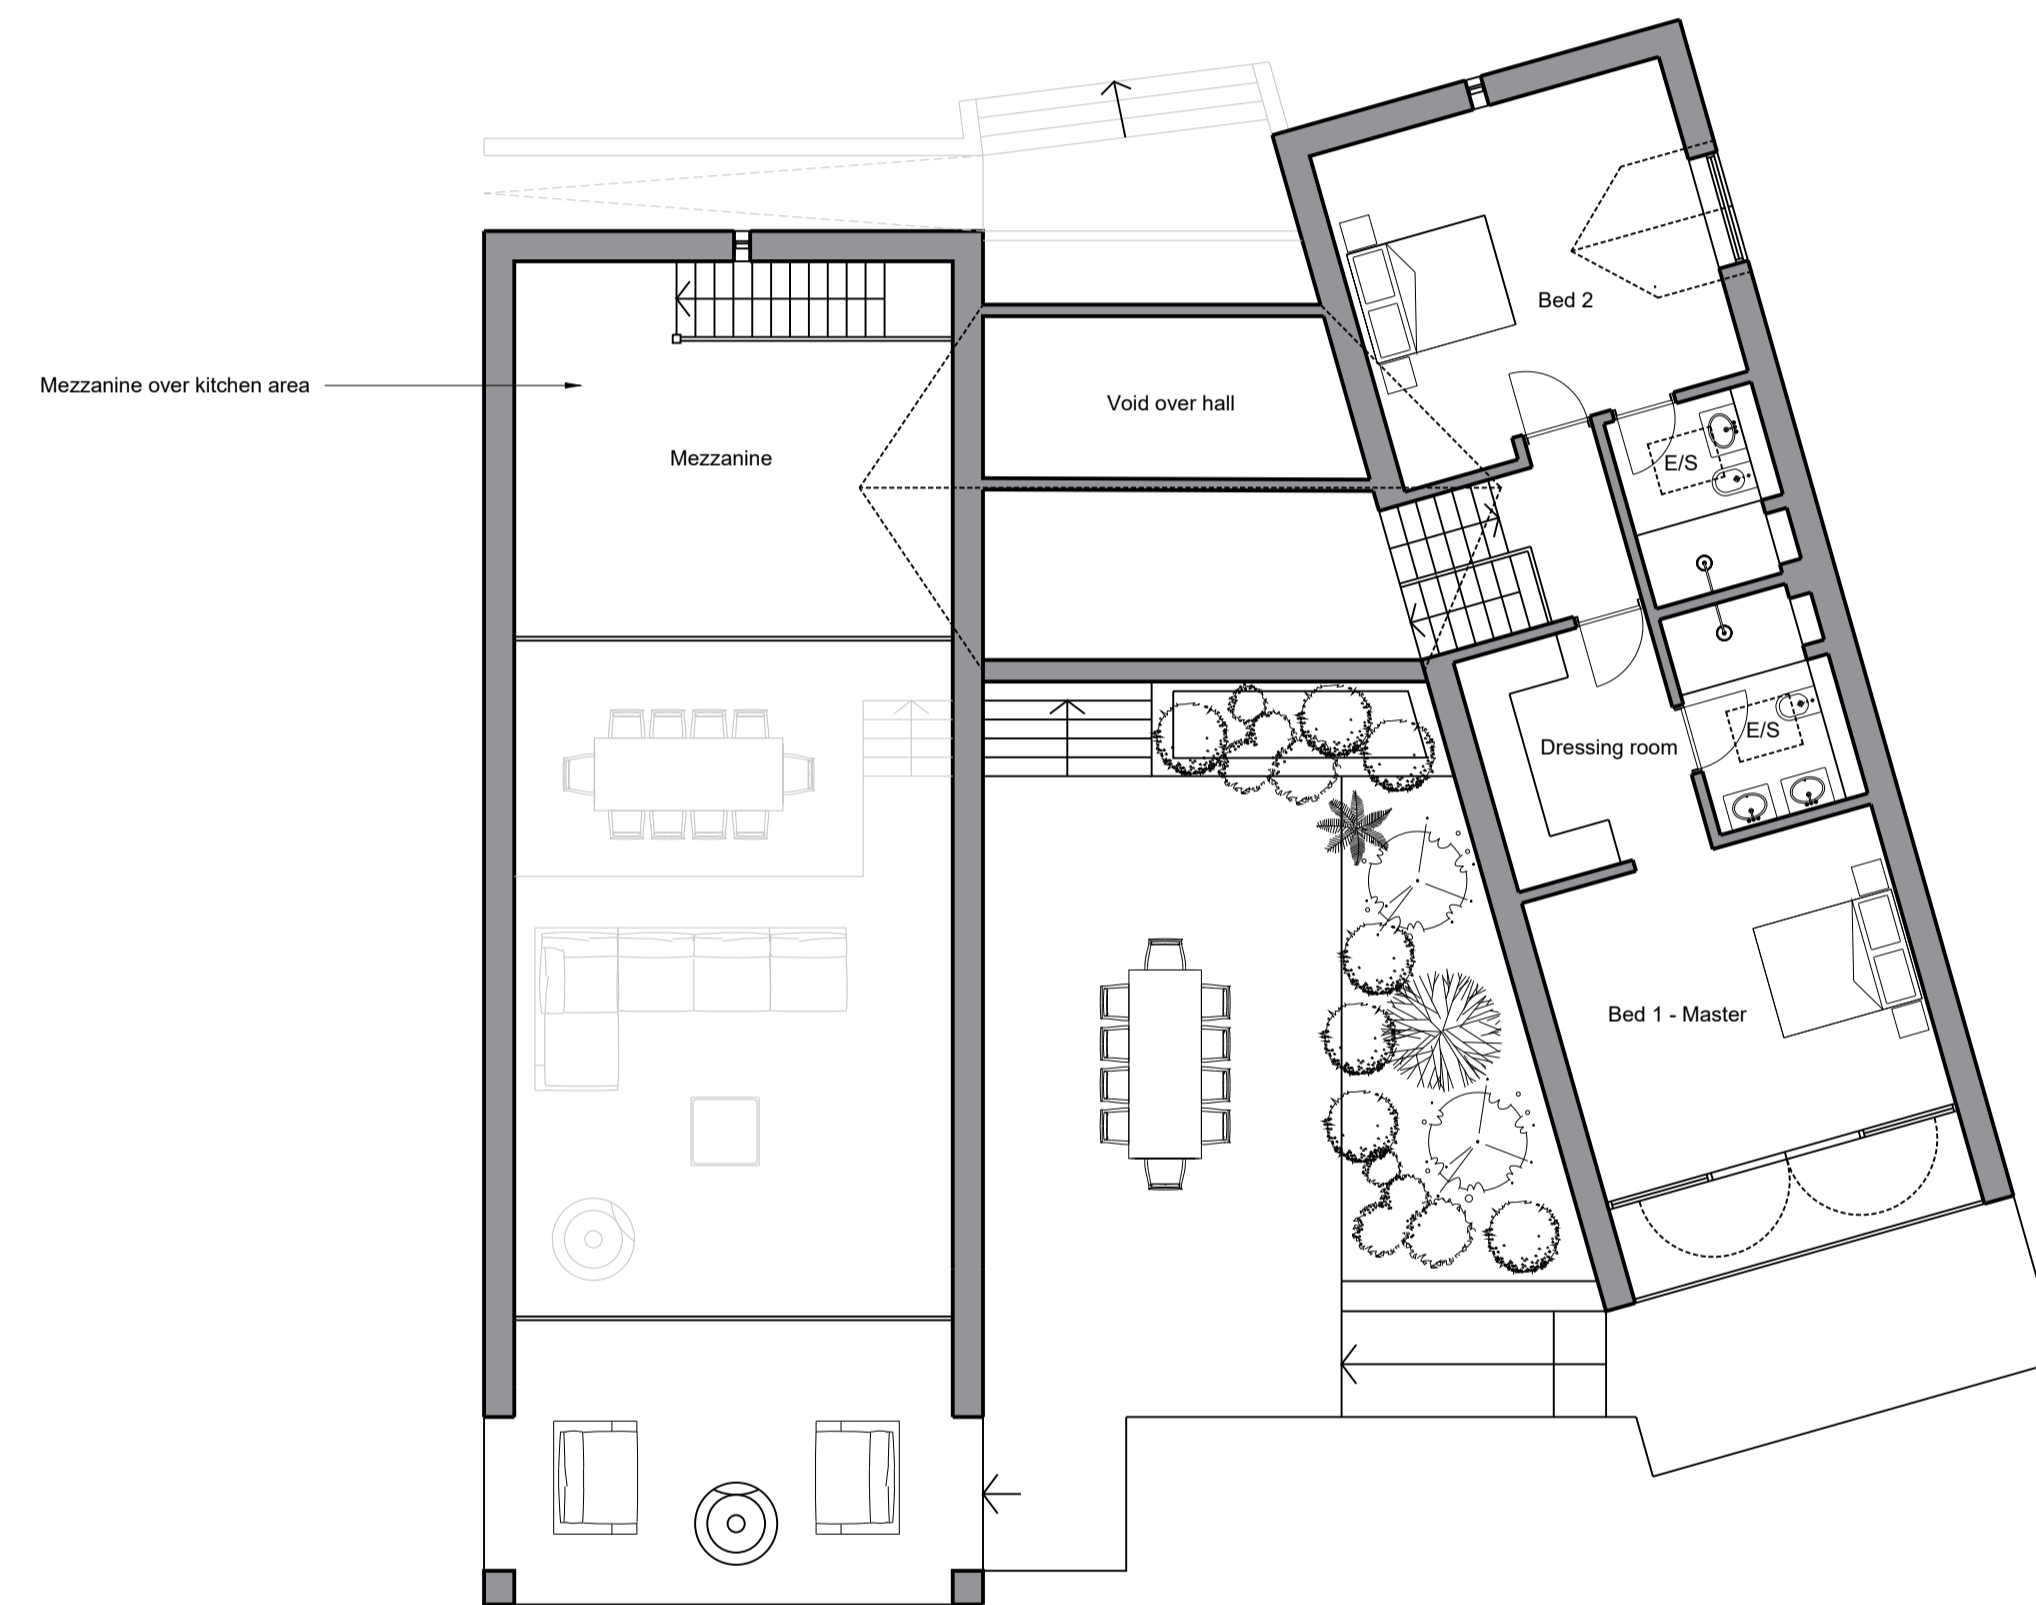 Bed 2
Mezzanine over kitchen area
Void over hall
Mezzanine
E/S
E/S
Dressing room
Bed 1 - Master